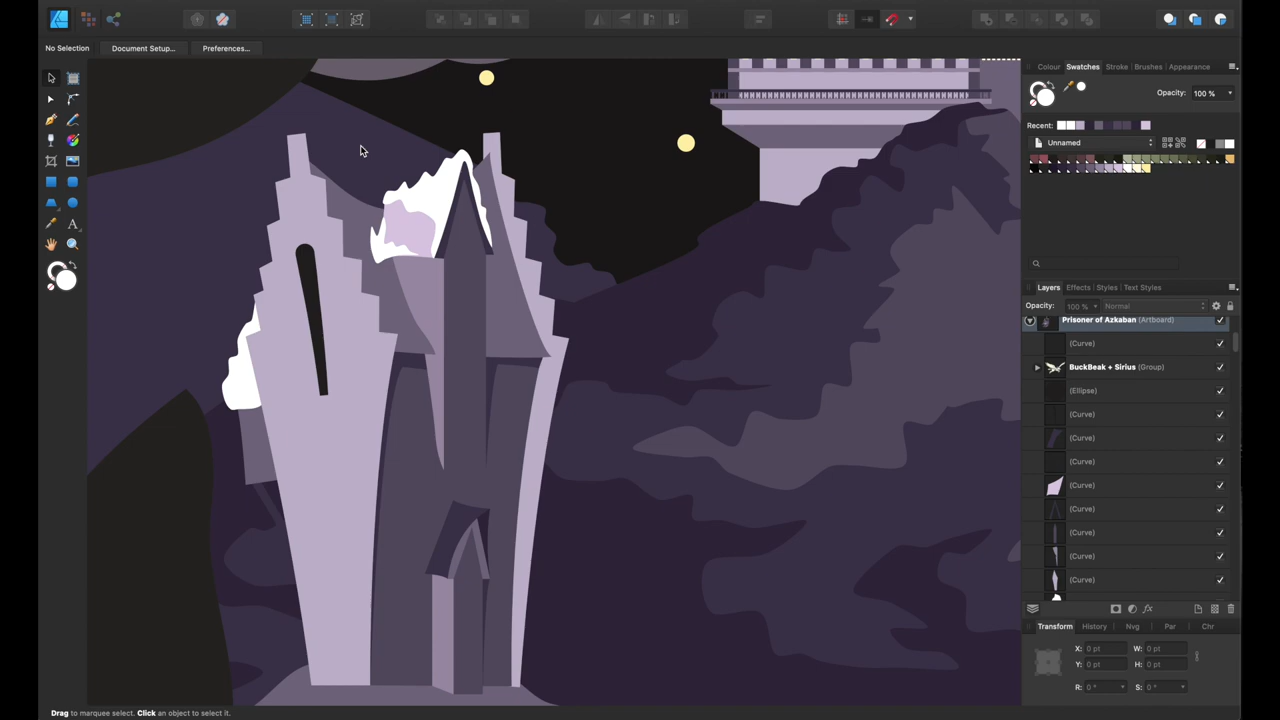 No Selection Document Setup... Preferences...
Colour Swatches Stroke Brushes Appearance
Opacity: 100 %
Recent:
Unnamed
Layers Effects Styles Text Styles
Opacity: 100 % Normal
Prisoner of Azkaban (Artboard)
(Curve)
BuckBeak + Sirius (Group)
(Ellipse)
(Curve)
(Curve)
(Curve)
(Curve)
(Curve)
(Curve)
(Curve)
(Curve)
Transform History Nvg Par Chr
X: 0 pt W: 0 pt
Y: 0 pt H: 0 pt
R: 0 ° S: 0 °
Drag to marquee select. Click an object to select it.